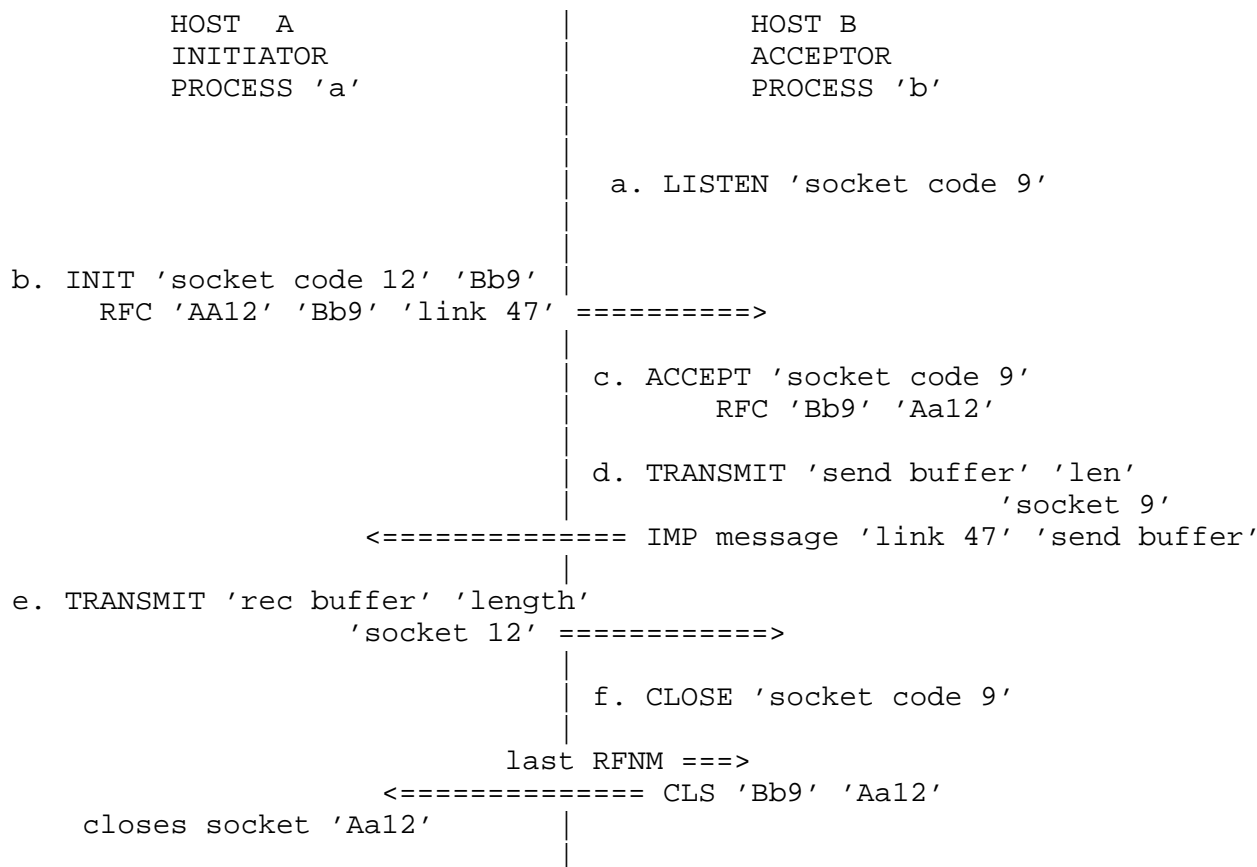 HOST  A                    |              HOST B
INITIATOR                  |              ACCEPTOR
PROCESS 'a'                |              PROCESS 'b'
a. LISTEN 'socket code 9'
b. INIT 'socket code 12' 'Bb9' |
RFC 'AA12' 'Bb9' 'link 47' ==========>
c. ACCEPT 'socket code 9'
RFC 'Bb9' 'Aa12'
d. TRANSMIT 'send buffer' 'len'
'socket 9'
<============== IMP message 'link 47' 'send buffer'
e. TRANSMIT 'rec buffer' 'length'
'socket 12' ============>
f. CLOSE 'socket code 9'
last RFNM ===>
<============== CLS 'Bb9' 'Aa12'
closes socket 'Aa12'       |